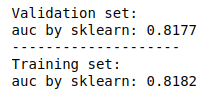 Validation set:
auc by sklearn: 0.8177
--------------------
Training set:
auc by sklearn: 0.8182